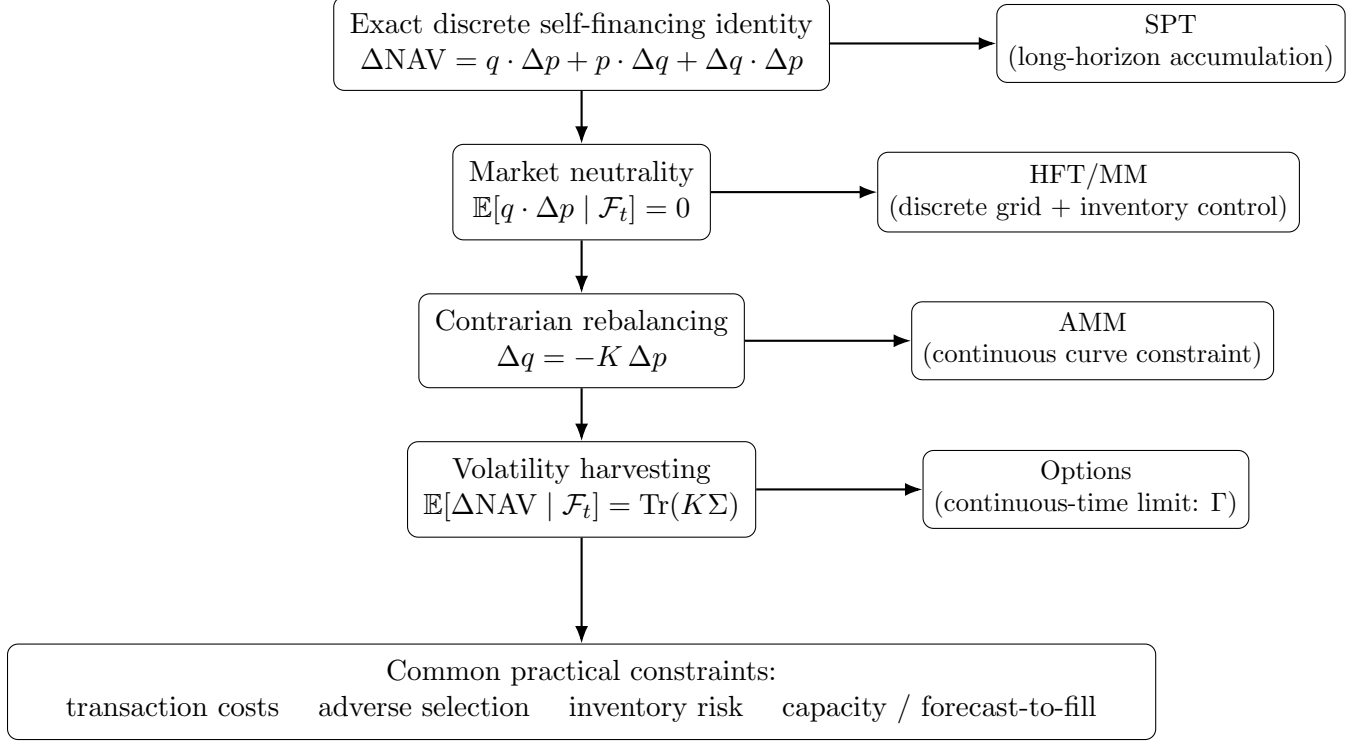 Exact discrete self-financing identity
ΔNAV = q · Δp + p · Δq + Δq · Δp
SPT
(long-horizon accumulation)
Market neutrality
𝔼[q · Δp | ℱₜ] = 0
HFT/MM
(discrete grid + inventory control)
Contrarian rebalancing
Δq = −K Δp
AMM
(continuous curve constraint)
Volatility harvesting
𝔼[ΔNAV | ℱₜ] = Tr(KΣ)
Options
(continuous-time limit: Γ)
Common practical constraints:
transaction costs adverse selection inventory risk capacity / forecast-to-fill